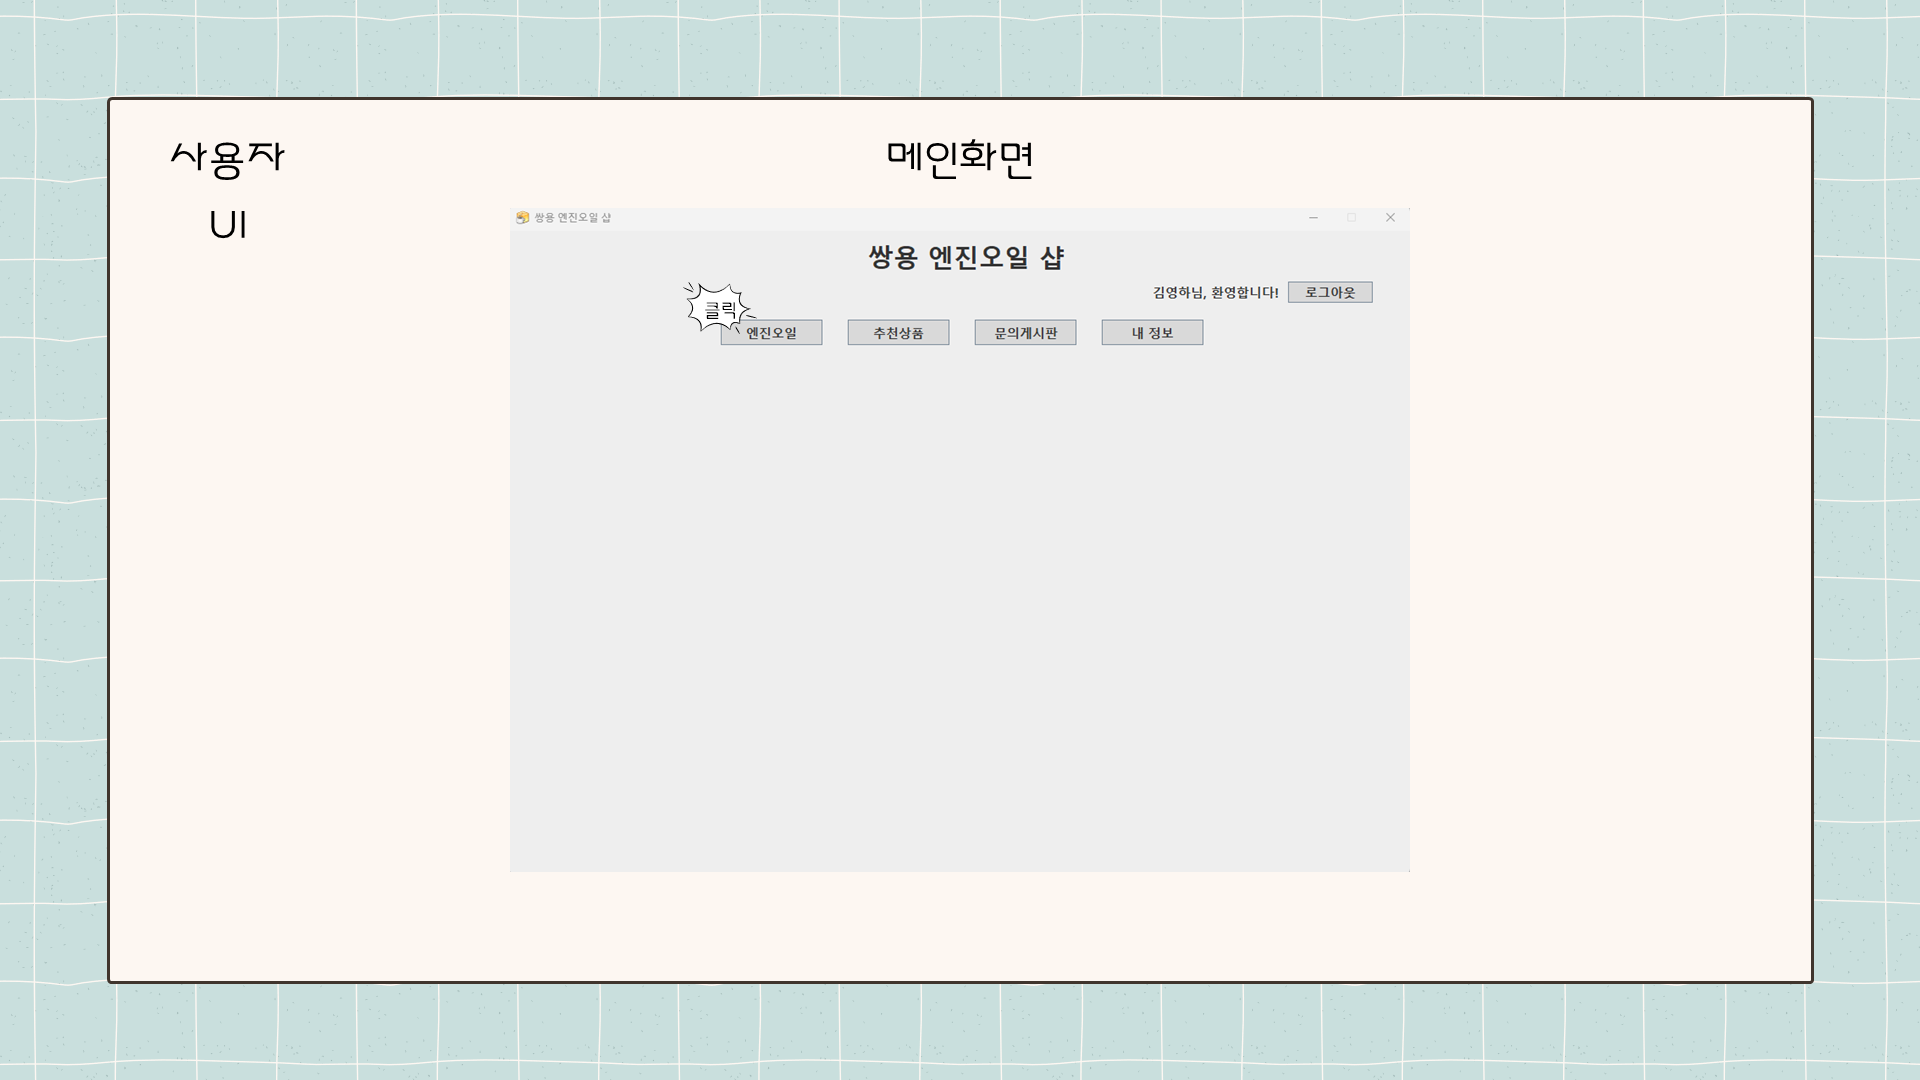 사용자
UI
메인화면
쌍용 엔진오일 샵
쌍용 엔진오일 샵
김영하님, 환영합니다! 로그아웃
클릭
엔진오일 추천상품 문의게시판 내 정보